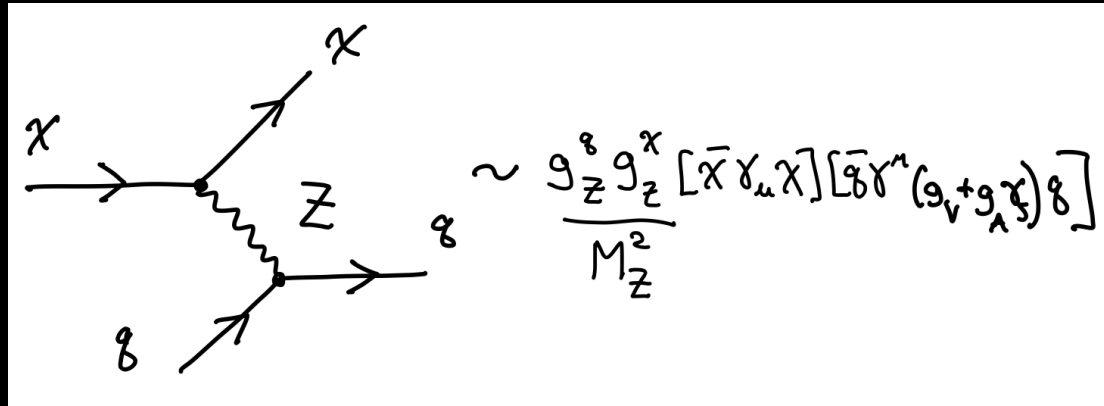 χ
χ
Z
q
q
~ g_Z^q g_Z^χ [χ̄ γ_μ χ][q̄ γ^μ (g_V + g_A γ_5) q]
M_Z^2